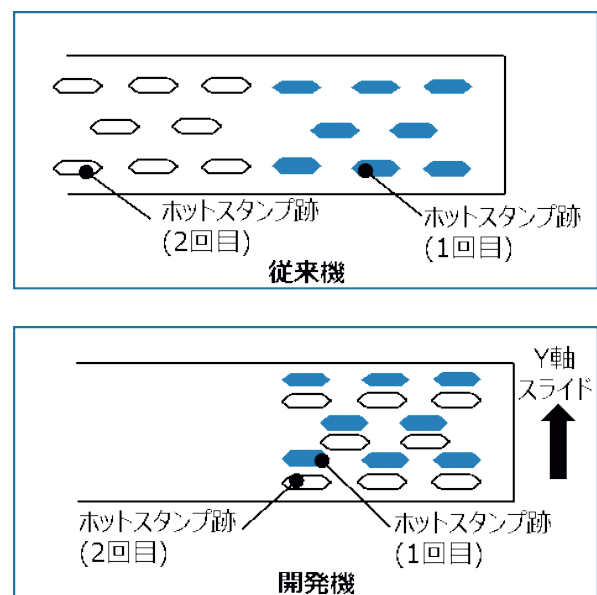 ホットスタンプ跡
(2回目)
ホットスタンプ跡
(1回目)
従来機
Y軸
スライド
ホットスタンプ跡
(2回目)
ホットスタンプ跡
(1回目)
開発機